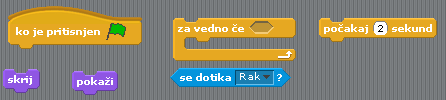 ko je pritisnjen
za vedno če
počakaj 2 sekund
skrij
pokaži
se dotika Rak ?